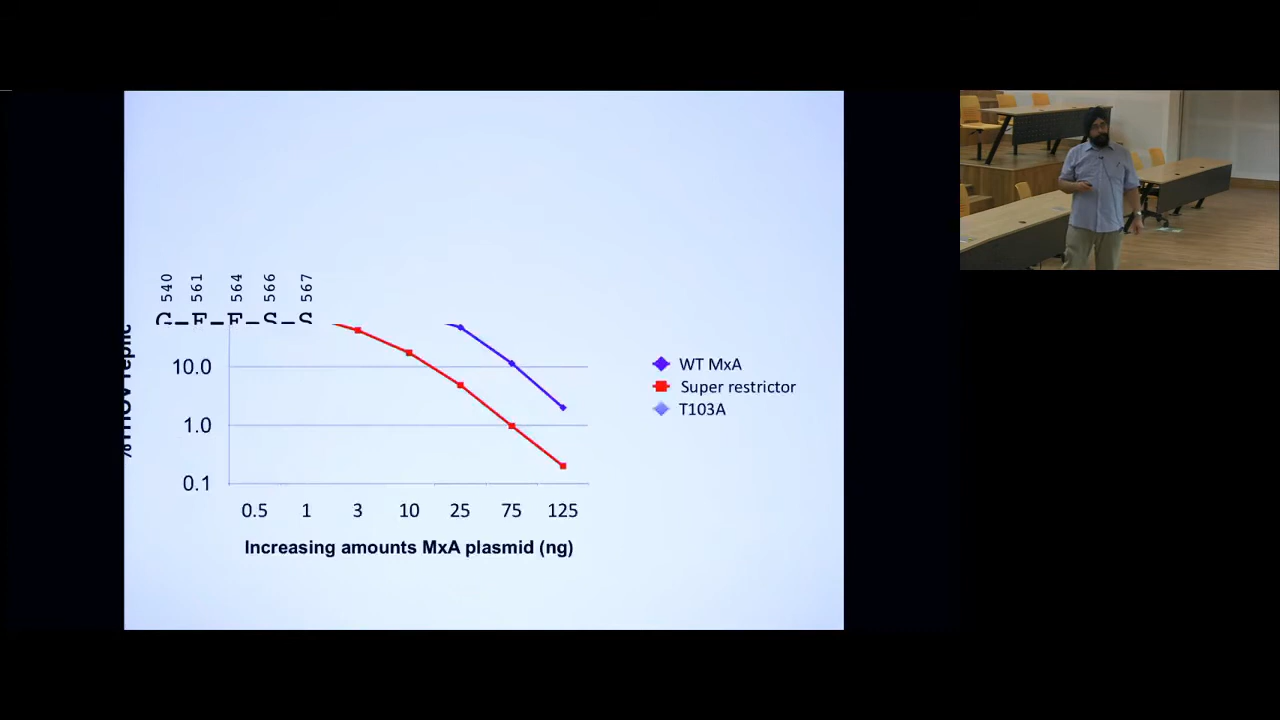 540 561 564 566 567
G–F–F–S–S
10.0
1.0
0.1
0.5 1 3 10 25 75 125
Increasing amounts MxA plasmid (ng)
WT MxA
Super restrictor
T103A